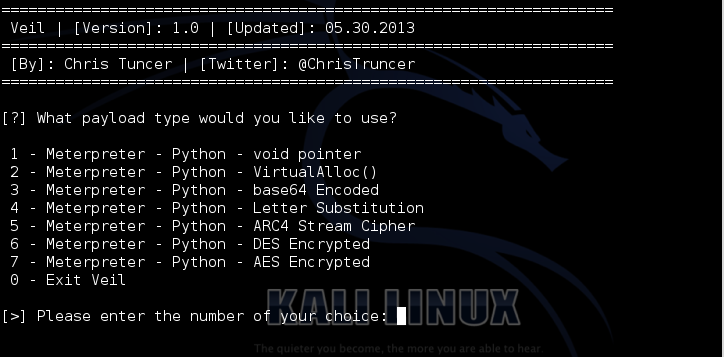 ====================================================================
Veil | [Version]: 1.0 | [Updated]: 05.30.2013
====================================================================
[By]: Chris Tuncer | [Twitter]: @ChrisTruncer
====================================================================
[?] What payload type would you like to use?
1 - Meterpreter - Python - void pointer
2 - Meterpreter - Python - VirtualAlloc()
3 - Meterpreter - Python - base64 Encoded
4 - Meterpreter - Python - Letter Substitution
5 - Meterpreter - Python - ARC4 Stream Cipher
6 - Meterpreter - Python - DES Encrypted
7 - Meterpreter - Python - AES Encrypted
0 - Exit Veil
KALI LINUX
[>] Please enter the number of your choice:
The quieter you become, the more you are able to hear.